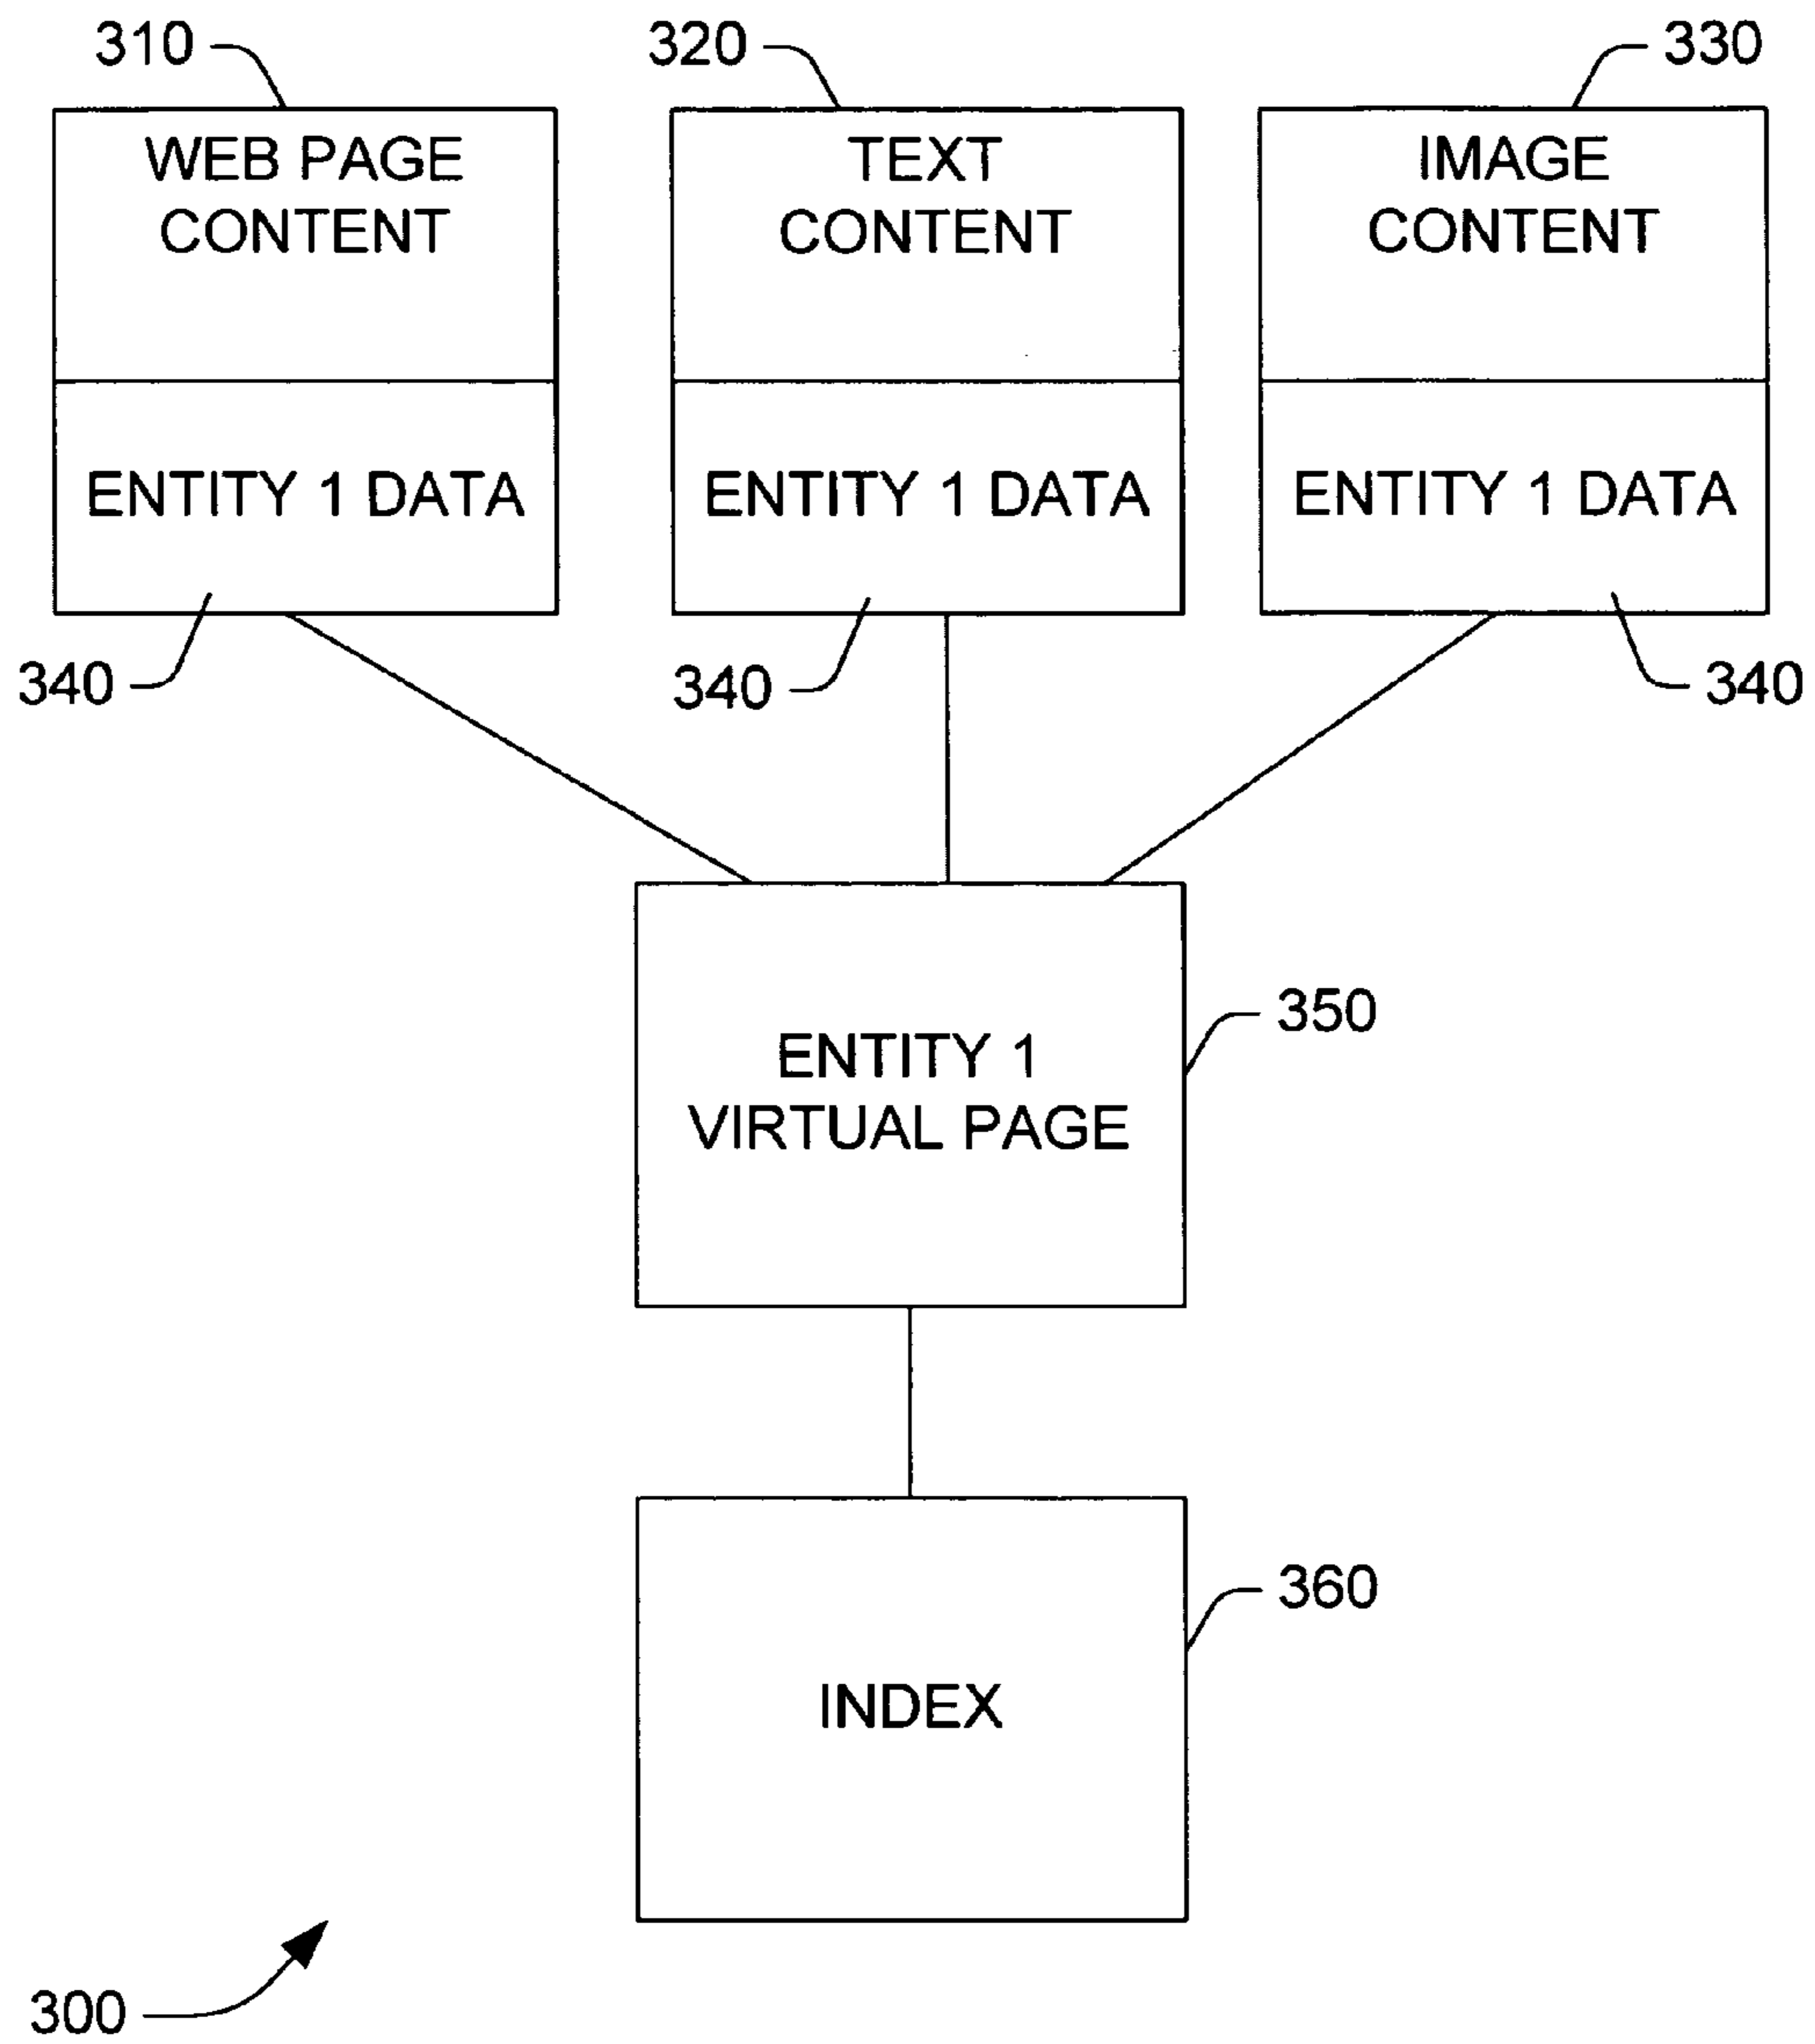 310
320
330
WEB PAGE
CONTENT
TEXT
CONTENT
IMAGE
CONTENT
ENTITY 1 DATA
ENTITY 1 DATA
ENTITY 1 DATA
340
340
340
ENTITY 1
VIRTUAL PAGE
350
INDEX
360
300